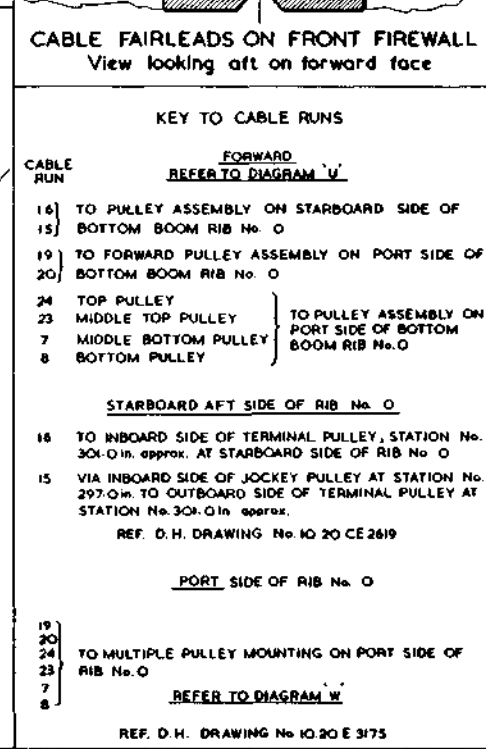 CABLE FAIRLEADS ON FRONT FIREWALL
View looking aft on forward face
KEY TO CABLE RUNS
CABLE RUN
FORWARD
REFER TO DIAGRAM 'U'
16 TO PULLEY ASSEMBLY ON STARBOARD SIDE OF
15 BOTTOM BOOM RIB No. O
19 TO FORWARD PULLEY ASSEMBLY ON PORT SIDE OF
20 BOTTOM BOOM RIB No. O
24 TOP PULLEY
23 MIDDLE TOP PULLEY
7 MIDDLE BOTTOM PULLEY
8 BOTTOM PULLEY
TO PULLEY ASSEMBLY ON
PORT SIDE OF BOTTOM
BOOM RIB No. O
STARBOARD AFT SIDE OF RIB No. O
16 TO INBOARD SIDE OF TERMINAL PULLEY, STATION No.
301·0 in. approx. AT STARBOARD SIDE OF RIB No O
15 VIA INBOARD SIDE OF JOCKEY PULLEY AT STATION No.
297·0 in. TO OUTBOARD SIDE OF TERMINAL PULLEY AT
STATION No. 301·0 in approx.
REF. D.H. DRAWING No. 10 20 CE 2619
PORT SIDE OF RIB No. O
19
20
24 TO MULTIPLE PULLEY MOUNTING ON PORT SIDE OF
23 RIB No. O
7
8
REFER TO DIAGRAM 'W'
REF. D.H. DRAWING No 10.20 E 3175